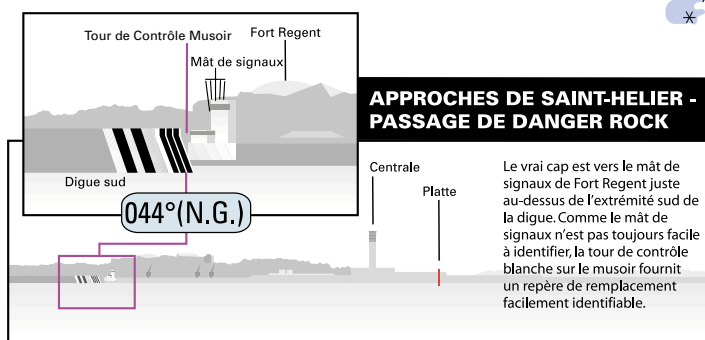 Tour de Contrôle Musoir
Fort Regent
Mât de signaux
Digue sud
044°(N.G.)
APPROCHES DE SAINT-HELIER -
PASSAGE DE DANGER ROCK
Centrale
Platte
Le vrai cap est vers le mât de
signaux de Fort Regent juste
au-dessus de l'extrémité sud de
la digue. Comme le mât de
signaux n'est pas toujours facile
à identifier, la tour de contrôle
blanche sur le musoir fournit
un repère de remplacement
facilement identifiable.